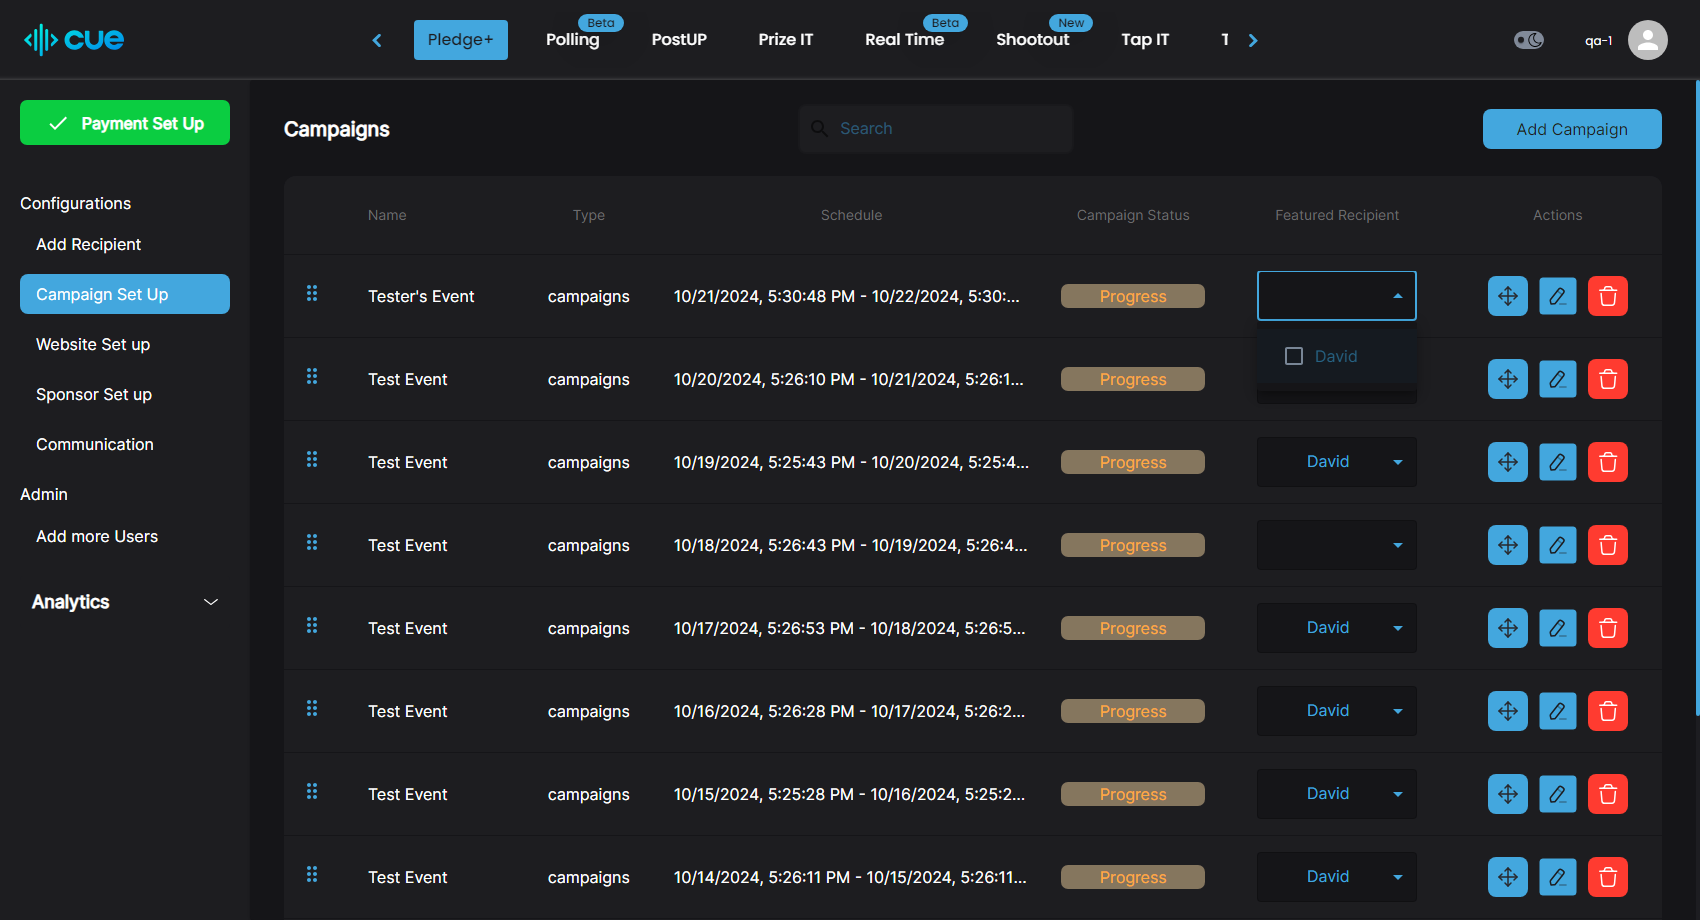 cue
Pledge+
Beta
Polling
PostUP
Prize IT
Beta
Real Time
New
Shootout
Tap IT
T
qa-1
Payment Set Up
Configurations
Add Recipient
Campaign Set Up
Website Set up
Sponsor Set up
Communication
Admin
Add more Users
Analytics
Campaigns
Search
Add Campaign
Name Type Schedule Campaign Status Featured Recipient Actions
Tester's Event campaigns 10/21/2024, 5:30:48 PM - 10/22/2024, 5:30:... Progress
David
Test Event campaigns 10/20/2024, 5:26:10 PM - 10/21/2024, 5:26:1... Progress
Test Event campaigns 10/19/2024, 5:25:43 PM - 10/20/2024, 5:25:4... Progress David
Test Event campaigns 10/18/2024, 5:26:43 PM - 10/19/2024, 5:26:4... Progress
Test Event campaigns 10/17/2024, 5:26:53 PM - 10/18/2024, 5:26:5... Progress David
Test Event campaigns 10/16/2024, 5:26:28 PM - 10/17/2024, 5:26:2... Progress David
Test Event campaigns 10/15/2024, 5:25:28 PM - 10/16/2024, 5:25:2... Progress David
Test Event campaigns 10/14/2024, 5:26:11 PM - 10/15/2024, 5:26:11... Progress David